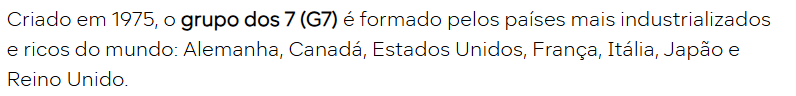 Criado em 1975, o grupo dos 7 (G7) é formado pelos países mais industrializados
e ricos do mundo: Alemanha, Canadá, Estados Unidos, França, Itália, Japão e
Reino Unido.